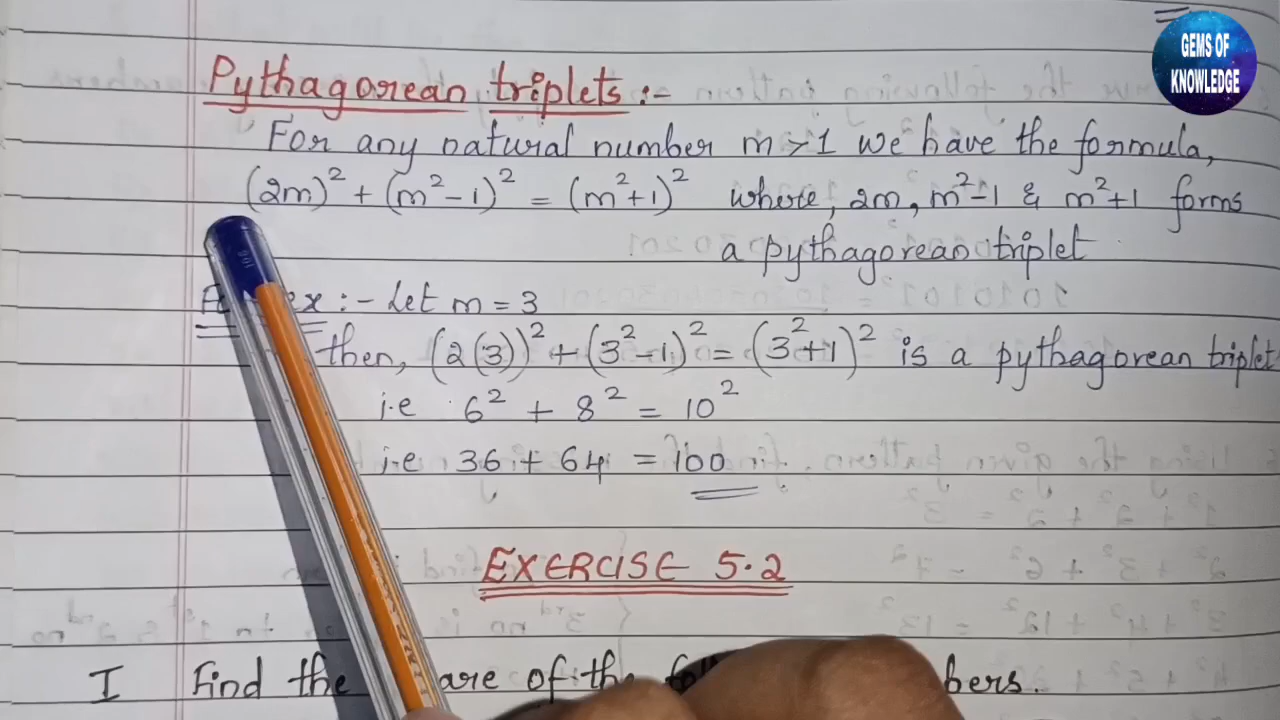 GEMS OF
KNOWLEDGE
Pythagorean triplets :-
For any natural number m > 1 we have the formula,
(2m)² + (m² - 1)² = (m² + 1)² where, 2m, m² - 1 & m² + 1 forms
a pythagorean triplet
ex :- Let m = 3
then, (2(3))² + (3² - 1)² = (3² + 1)² is a pythagorean triplet
i.e 6² + 8² = 10²
i.e 36 + 64 = 100
EXERCISE 5.2
I Find the of the